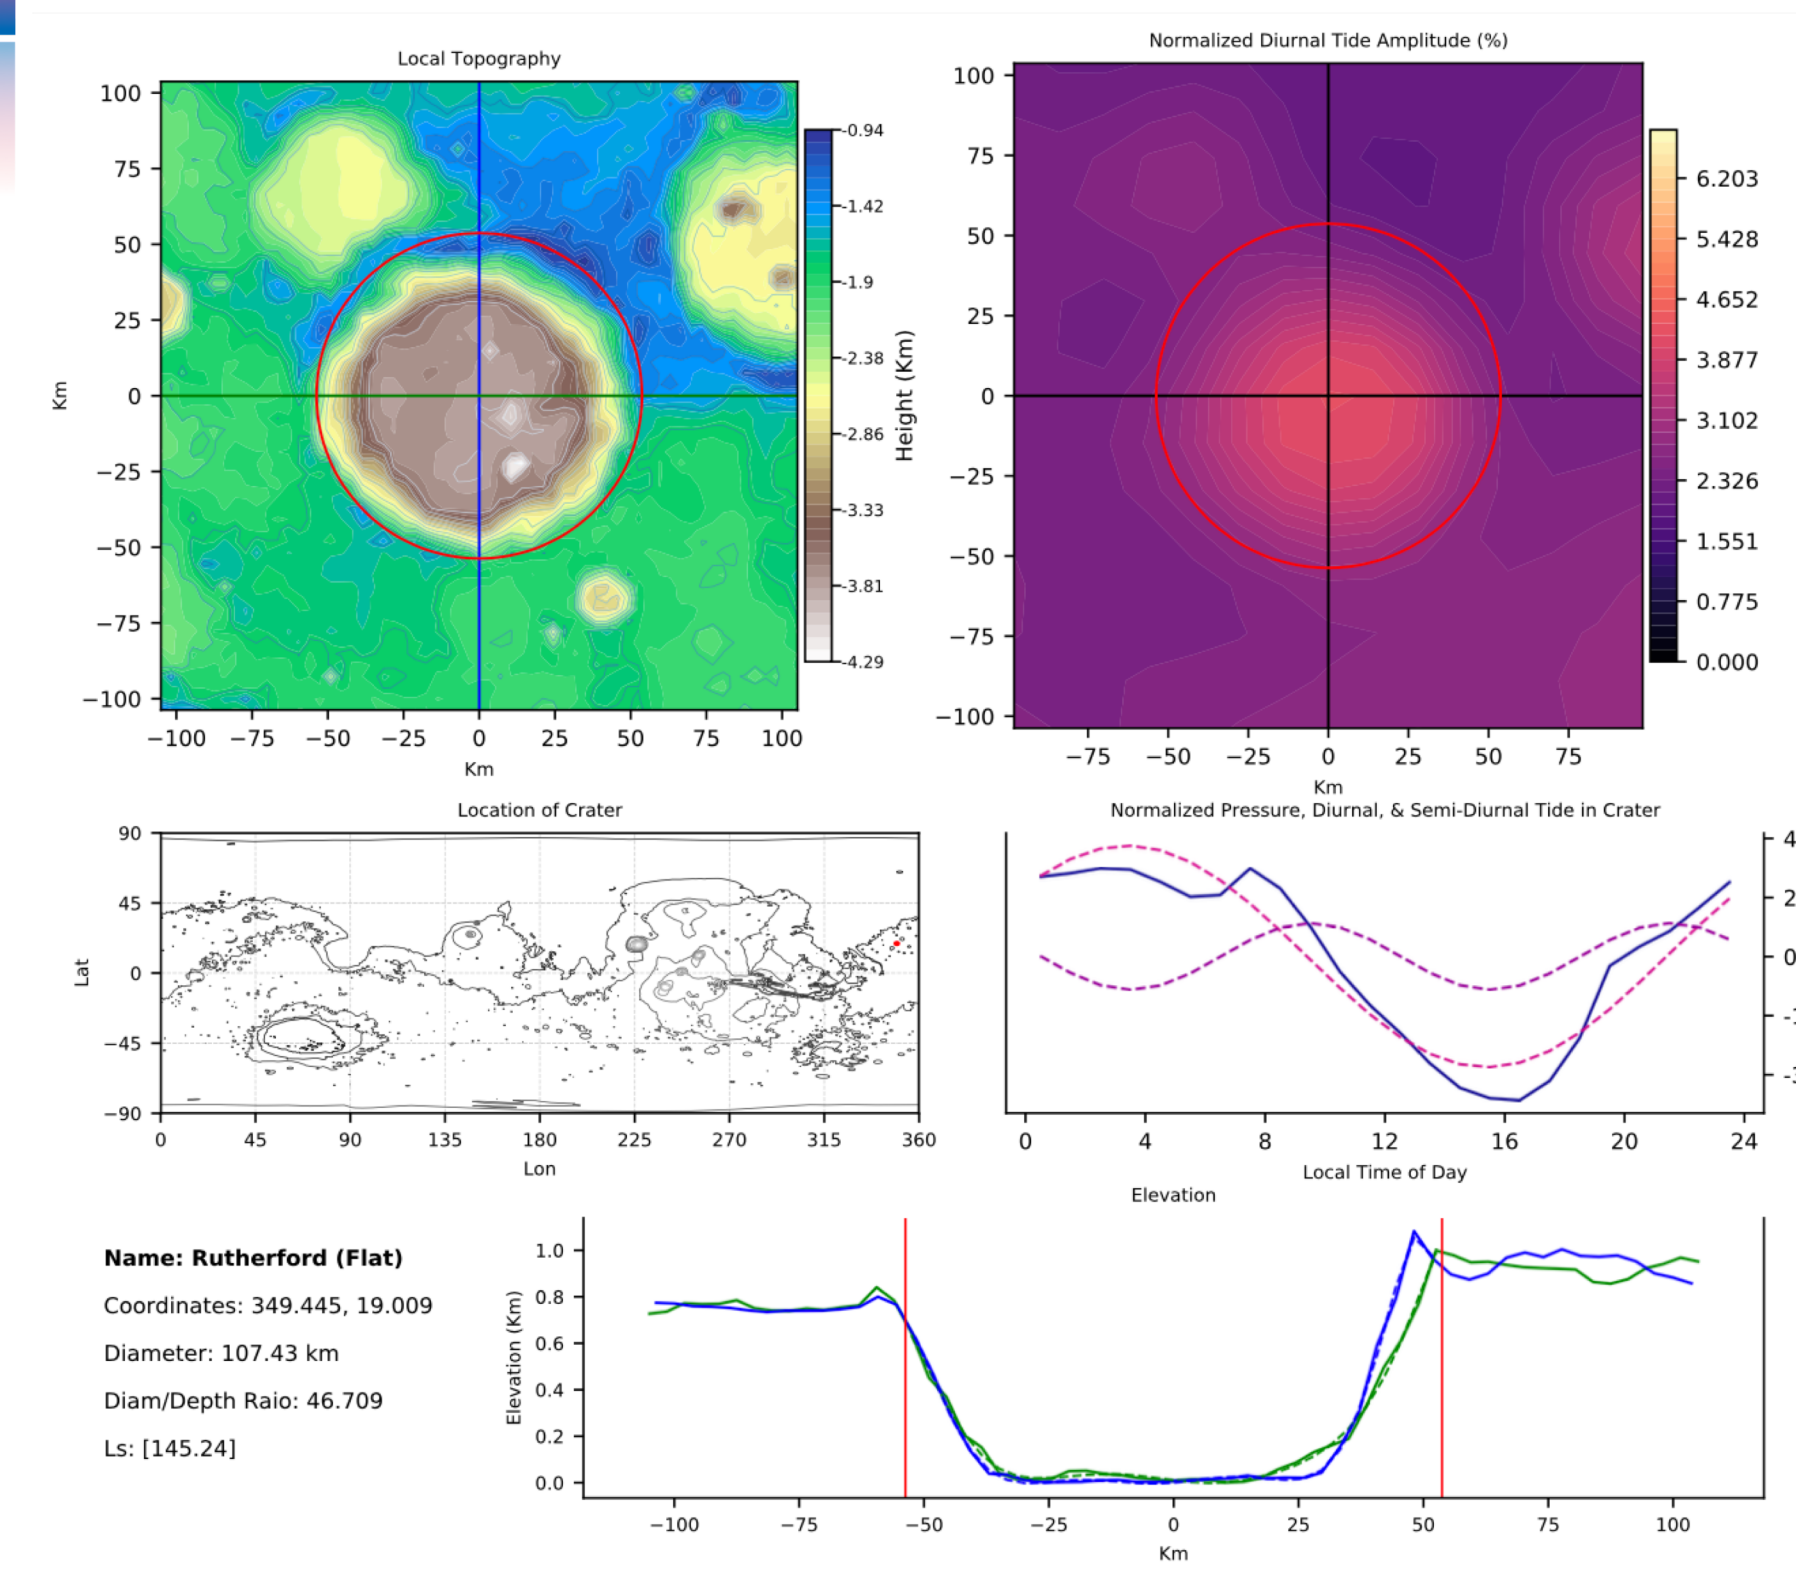 Local Topography
100
75
50
25
0
−25
−50
−75
−100
Km
−100 −75 −50 −25 0 25 50 75 100
Km
-0.94
-1.42
-1.9
-2.38
-2.86
-3.33
-3.81
-4.29
Height (Km)
Normalized Diurnal Tide Amplitude (%)
100
75
50
25
0
−25
−50
−75
−100
−75 −50 −25 0 25 50 75
Km
6.203
5.428
4.652
3.877
3.102
2.326
1.551
0.775
0.000
Location of Crater
90
45
0
−45
−90
Lat
0 45 90 135 180 225 270 315 360
Lon
Normalized Pressure, Diurnal, & Semi-Diurnal Tide in Crater
4
2
0
0 4 8 12 16 20 24
Local Time of Day
Name: Rutherford (Flat)
Coordinates: 349.445, 19.009
Diameter: 107.43 km
Diam/Depth Raio: 46.709
Ls: [145.24]
Elevation
1.0
0.8
0.6
0.4
0.2
0.0
Elevation (Km)
−100 −75 −50 −25 0 25 50 75 100
Km